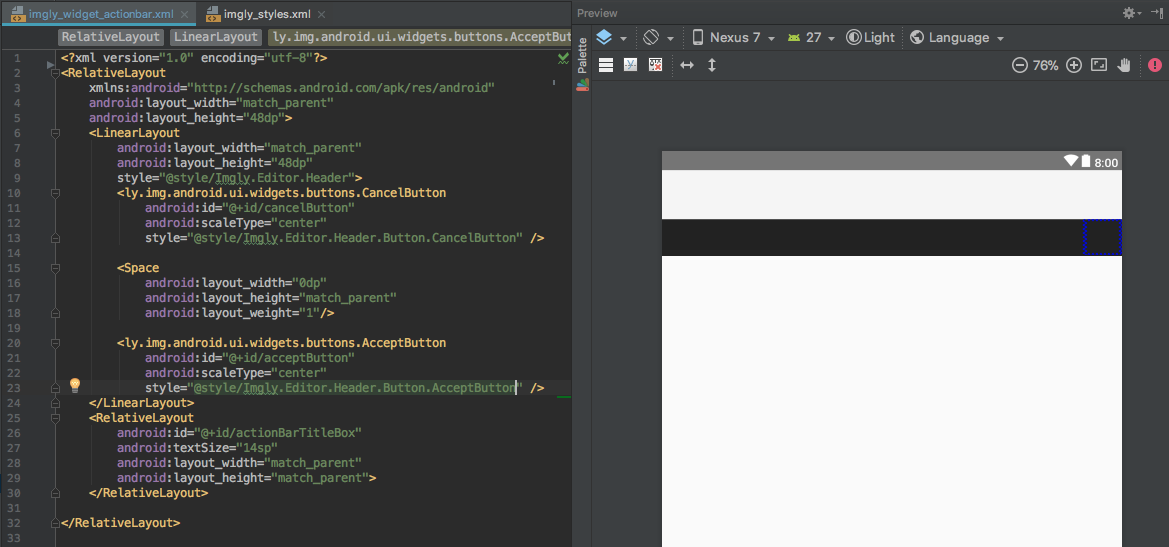 imgly_widget_actionbar.xml imgly_styles.xml
RelativeLayout LinearLayout ly.img.android.ui.widgets.buttons.AcceptButt
1 <?xml version="1.0" encoding="utf-8"?>
2 <RelativeLayout
3 xmlns:android="http://schemas.android.com/apk/res/android"
4 android:layout_width="match_parent"
5 android:layout_height="48dp">
6 <LinearLayout
7 android:layout_width="match_parent"
8 android:layout_height="48dp"
9 style="@style/Imgly.Editor.Header">
10 <ly.img.android.ui.widgets.buttons.CancelButton
11 android:id="@+id/cancelButton"
12 android:scaleType="center"
13 style="@style/Imgly.Editor.Header.Button.CancelButton" />
14
15 <Space
16 android:layout_width="0dp"
17 android:layout_height="match_parent"
18 android:layout_weight="1"/>
19
20 <ly.img.android.ui.widgets.buttons.AcceptButton
21 android:id="@+id/acceptButton"
22 android:scaleType="center"
23 style="@style/Imgly.Editor.Header.Button.AcceptButton" />
24 </LinearLayout>
25 <RelativeLayout
26 android:id="@+id/actionBarTitleBox"
27 android:textSize="14sp"
28 android:layout_width="match_parent"
29 android:layout_height="match_parent">
30 </RelativeLayout>
31
32 </RelativeLayout>
33
Preview
Palette
Nexus 7 27 Light Language
76%
8:00